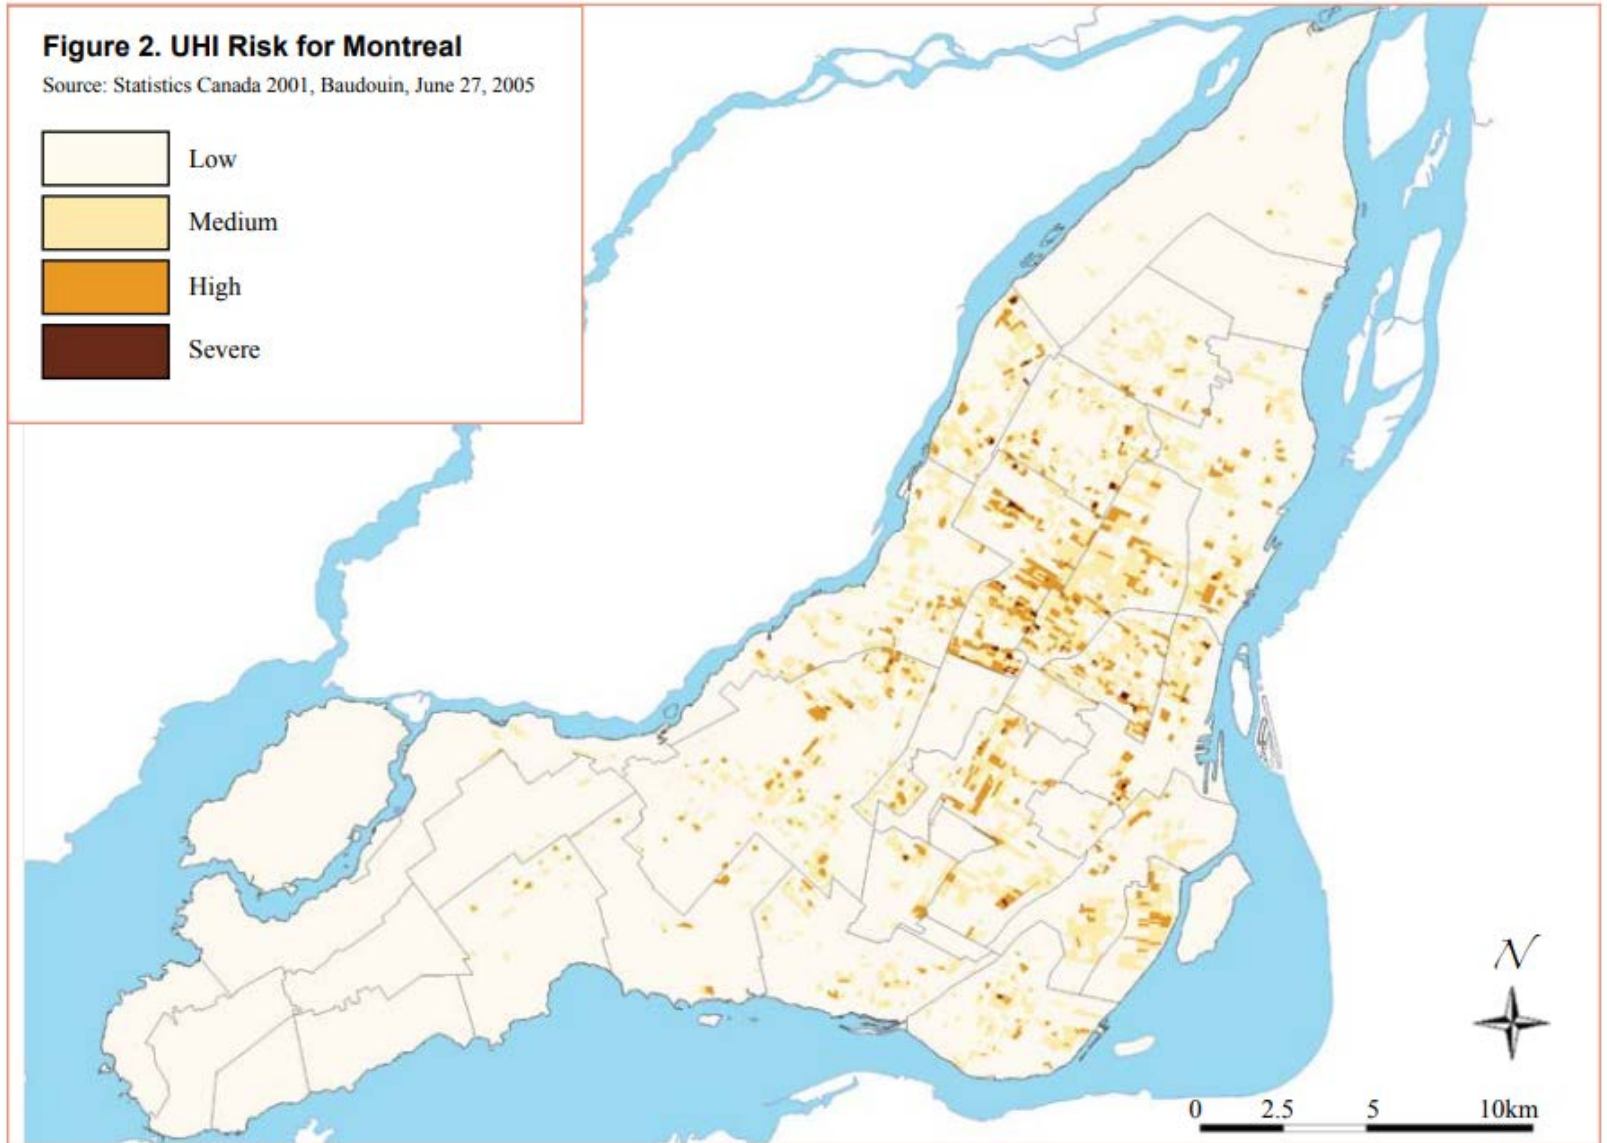 Figure 2. UHI Risk for Montreal
Source: Statistics Canada 2001, Baudouin, June 27, 2005
Low
Medium
High
Severe
N
0 2.5 5 10km